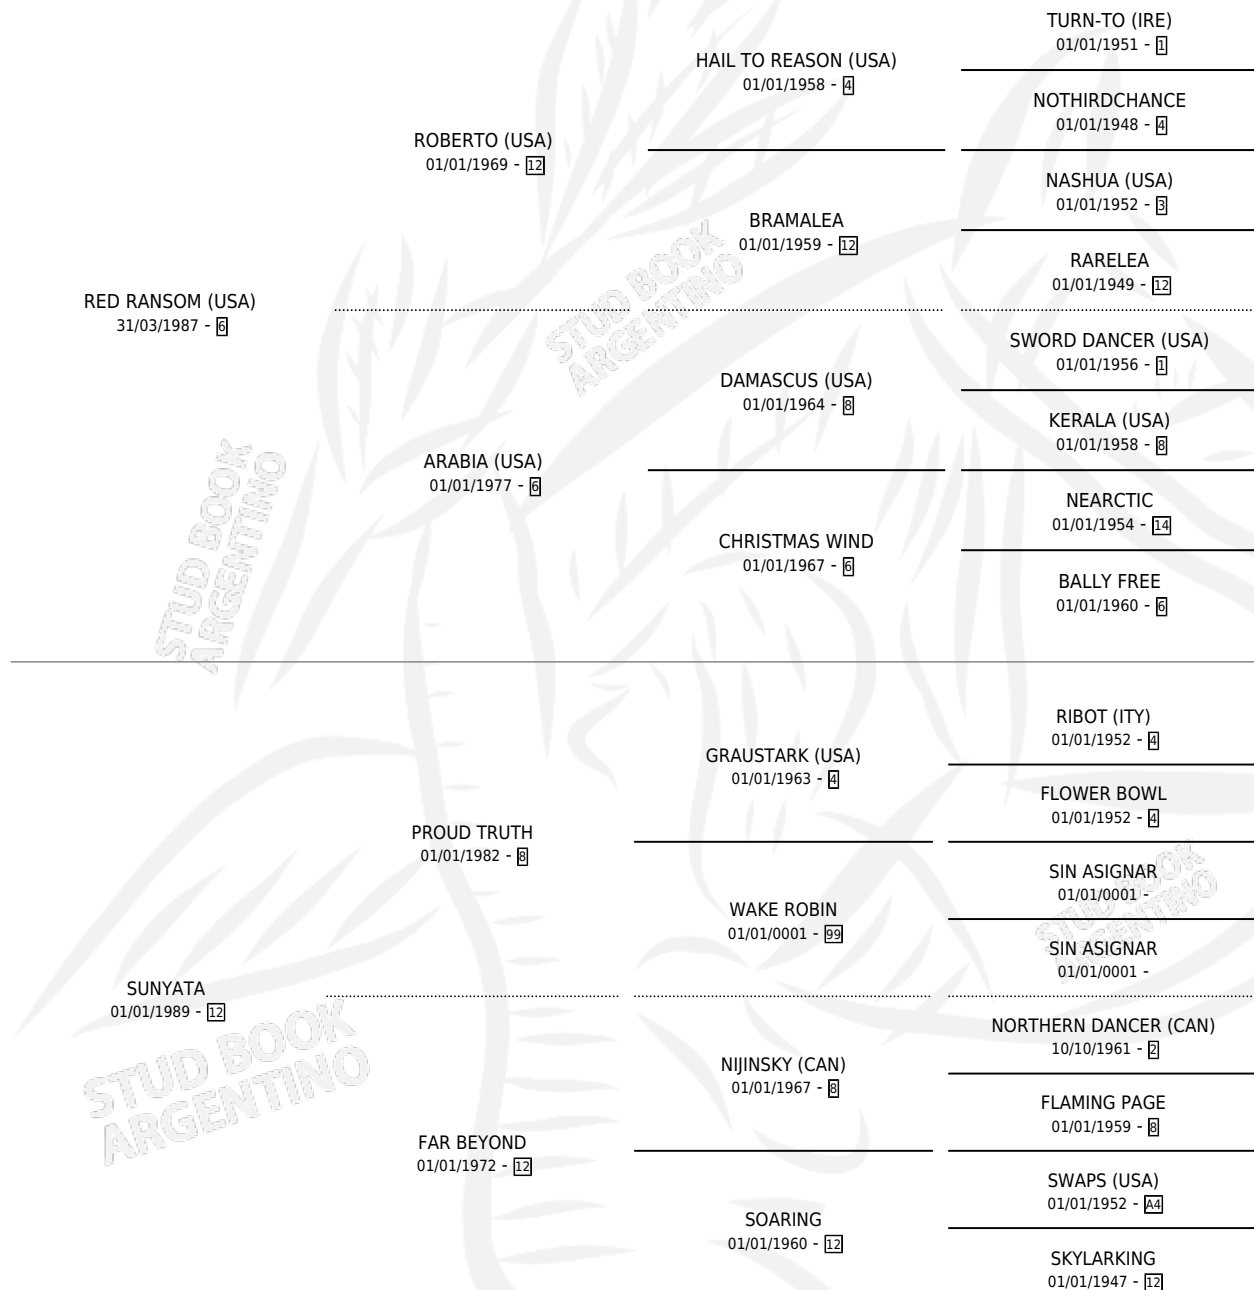 TURN-TO (IRE)
01/01/1951 - 1
HAIL TO REASON (USA)
01/01/1958 - 4
NOTHIRDCHANCE
01/01/1948 - 4
ROBERTO (USA)
01/01/1969 - 12
NASHUA (USA)
01/01/1952 - 3
BRAMALEA
01/01/1959 - 12
RARELEA
01/01/1949 - 12
RED RANSOM (USA)
31/03/1987 - 6
SWORD DANCER (USA)
01/01/1956 - 1
DAMASCUS (USA)
01/01/1964 - 8
KERALA (USA)
01/01/1958 - 8
ARABIA (USA)
01/01/1977 - 6
NEARCTIC
01/01/1954 - 14
CHRISTMAS WIND
01/01/1967 - 6
BALLY FREE
01/01/1960 - 6
RIBOT (ITY)
01/01/1952 - 4
GRAUSTARK (USA)
01/01/1963 - 4
FLOWER BOWL
01/01/1952 - 4
PROUD TRUTH
01/01/1982 - 8
SIN ASIGNAR
01/01/0001 -
WAKE ROBIN
01/01/0001 - 99
SIN ASIGNAR
01/01/0001 -
SUNYATA
01/01/1989 - 12
NORTHERN DANCER (CAN)
10/10/1961 - 2
NIJINSKY (CAN)
01/01/1967 - 8
FLAMING PAGE
01/01/1959 - 8
FAR BEYOND
01/01/1972 - 12
SWAPS (USA)
01/01/1952 - A4
SOARING
01/01/1960 - 12
SKYLARKING
01/01/1947 - 12
STUD BOOK
ARGENTINO
STUD BOOK
ARGENTINO
STUD BOOK
ARGENTINO
STUD BOOK
ARGENTINO